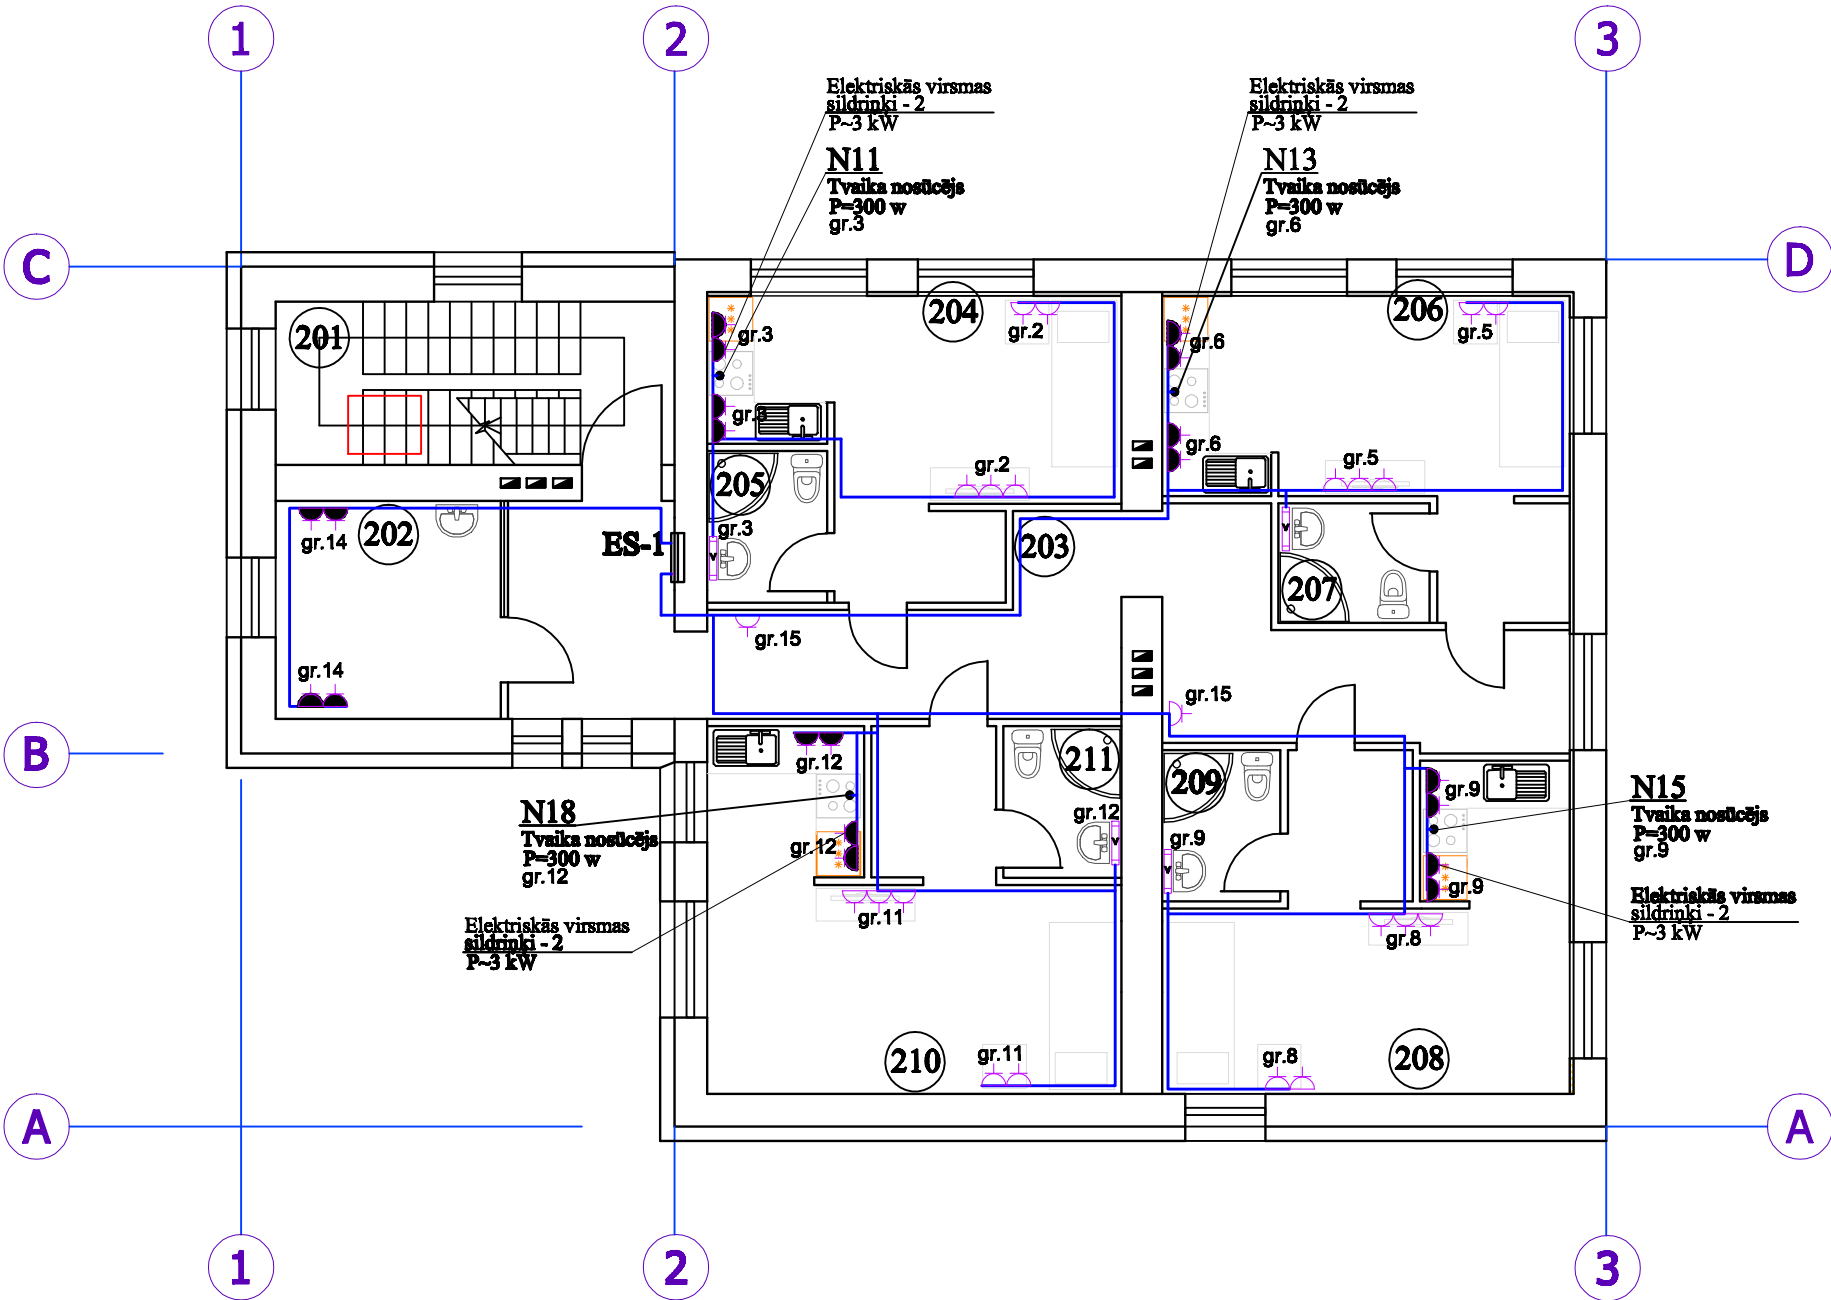 1
2
3
Elektriskās virsmas
sildriņķi - 2
P~3 kW
N11
Tvaika nosūcējs
P=300 w
gr.3
Elektriskās virsmas
sildriņķi - 2
P~3 kW
N13
Tvaika nosūcējs
P=300 w
gr.6
C
D
201
204
206
gr.3
gr.2
gr.6
gr.5
gr.3
gr.2
gr.6
gr.5
205
202
gr.14
gr.3
ES-1
203
207
gr.15
gr.14
gr.15
B
gr.12
211
209
gr.9
N18
Tvaika nosūcējs
P=300 w
gr.12
gr.12
gr.12
gr.9
N15
Tvaika nosūcējs
P=300 w
gr.9
gr.9
gr.11
gr.8
Elektriskās virsmas
sildriņķi - 2
P~3 kW
Elektriskās virsmas
sildriņķi - 2
P~3 kW
210
gr.11
gr.8
208
A
A
1
2
3